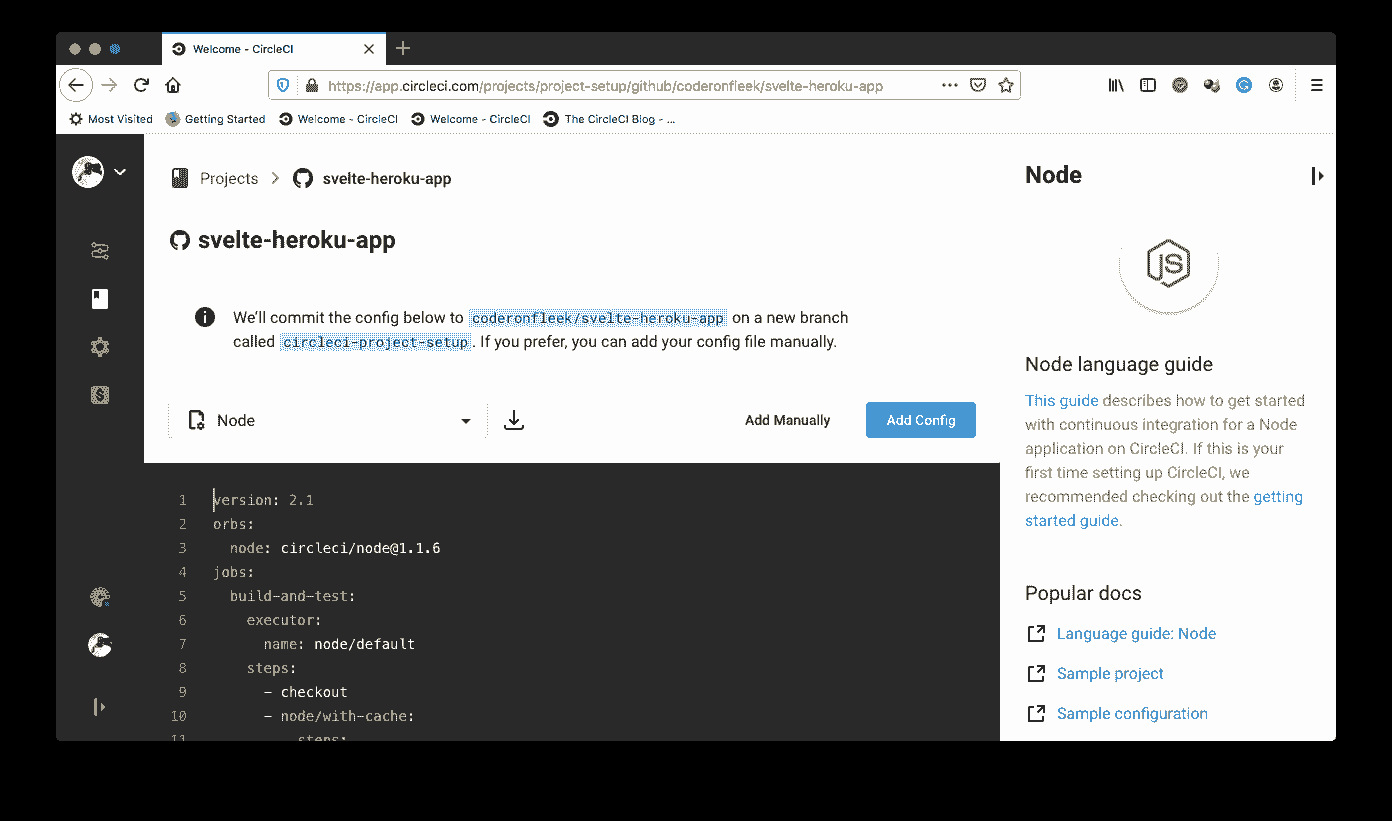 Welcome - CircleCI
https://app.circleci.com/projects/project-setup/github/coderonfleek/svelte-heroku-app
Most Visited Getting Started Welcome - CircleCI Welcome - CircleCI The CircleCI Blog - ...
Projects > svelte-heroku-app
svelte-heroku-app
We'll commit the config below to coderonfleek/svelte-heroku-app on a new branch
called circleci-project-setup. If you prefer, you can add your config file manually.
Node
Add Manually
Add Config
1 version: 2.1
2 orbs:
3 node: circleci/node@1.1.6
4 jobs:
5 build-and-test:
6 executor:
7 name: node/default
8 steps:
9 - checkout
10 - node/with-cache:
11 steps:
Node
JS
Node language guide
This guide describes how to get started
with continuous integration for a Node
application on CircleCI. If this is your
first time setting up CircleCI, we
recommended checking out the getting
started guide.
Popular docs
Language guide: Node
Sample project
Sample configuration